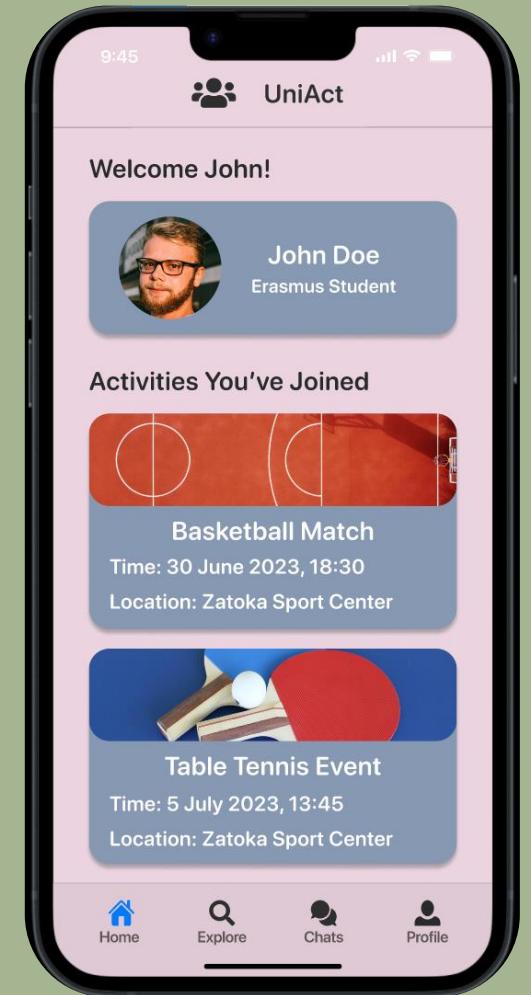 9:45
UniAct
Welcome John!
John Doe
Erasmus Student
Activities You've Joined
Basketball Match
Time: 30 June 2023, 18:30
Location: Zatoka Sport Center
Table Tennis Event
Time: 5 July 2023, 13:45
Location: Zatoka Sport Center
Home Explore Chats Profile